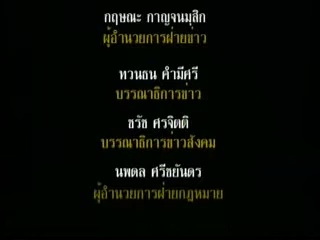 กฤษณะ กาญจนมุสิก
ผู้อำนวยการฝ่ายข่าว
ทวนธน คำมีศรี
บรรณาธิการข่าว
ธรัช ศรจิตติ
บรรณาธิการข่าวสังคม
นพดล ศรีชยันดร
ผู้อำนวยการฝ่ายกฎหมาย